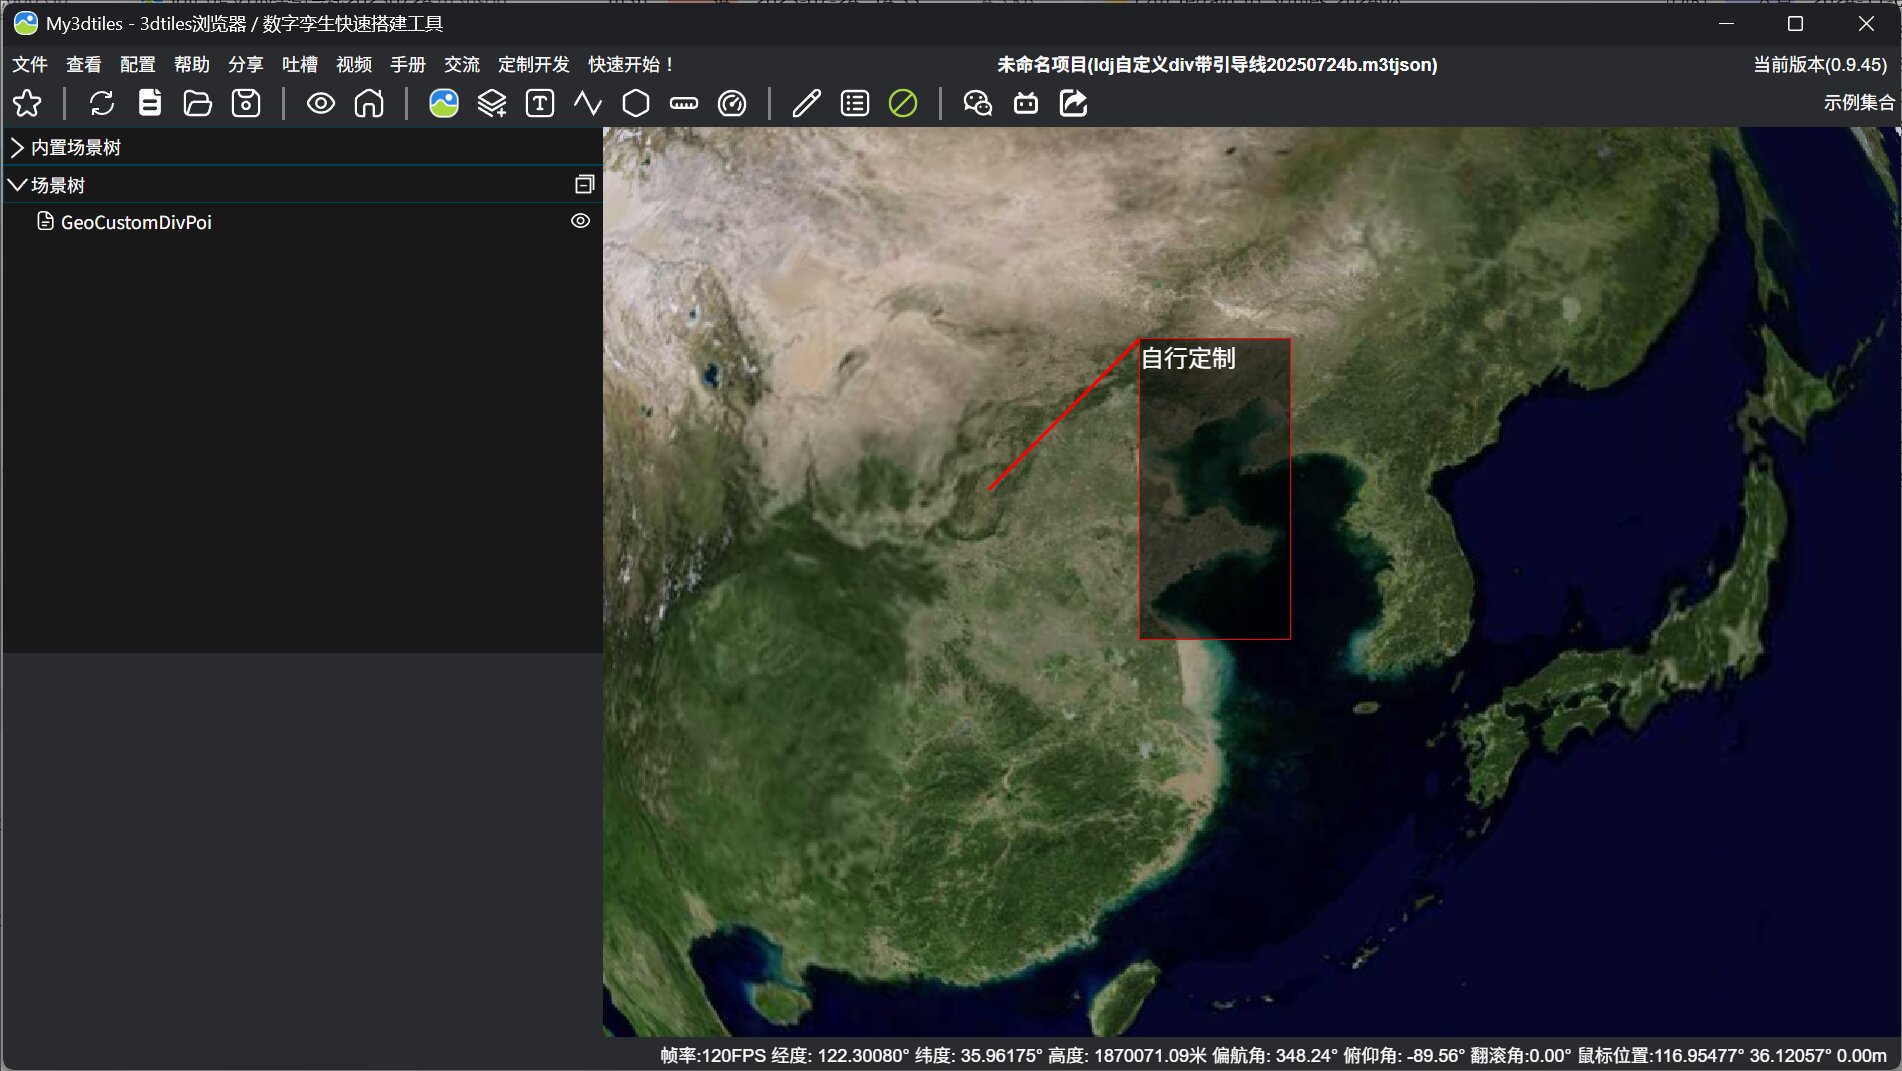 My3dtiles - 3dtiles浏览器 / 数字孪生快速搭建工具
文件 查看 配置 帮助 分享 吐槽 视频 手册 交流 定制开发 快速开始！ 未命名项目(ldj自定义div带引导线20250724b.m3tjson) 当前版本(0.9.45)
示例集合
内置场景树
场景树
GeoCustomDivPoi
自行定制
帧率:120FPS 经度: 122.30080° 纬度: 35.96175° 高度: 1870071.09米 偏航角: 348.24° 俯仰角: -89.56° 翻滚角:0.00° 鼠标位置:116.95477° 36.12057° 0.00m